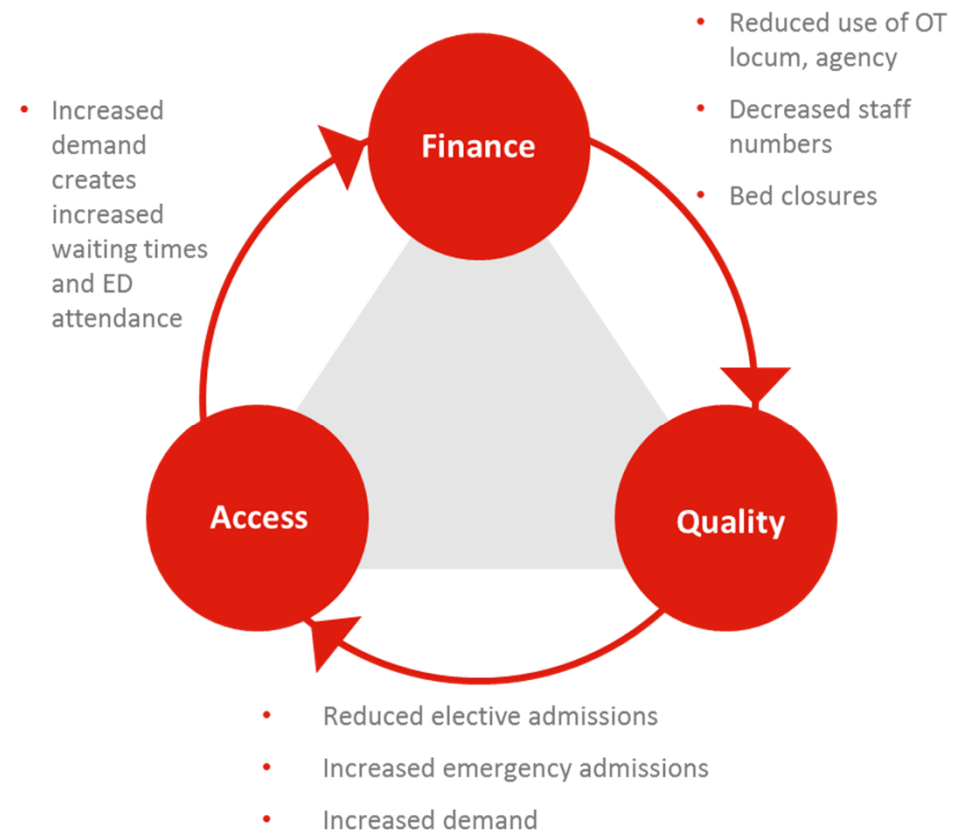 • Reduced use of OT
locum, agency
• Decreased staff
numbers
• Bed closures
• Increased
demand
creates
increased
waiting times
and ED
attendance
Finance
Access
Quality
• Reduced elective admissions
• Increased emergency admissions
• Increased demand